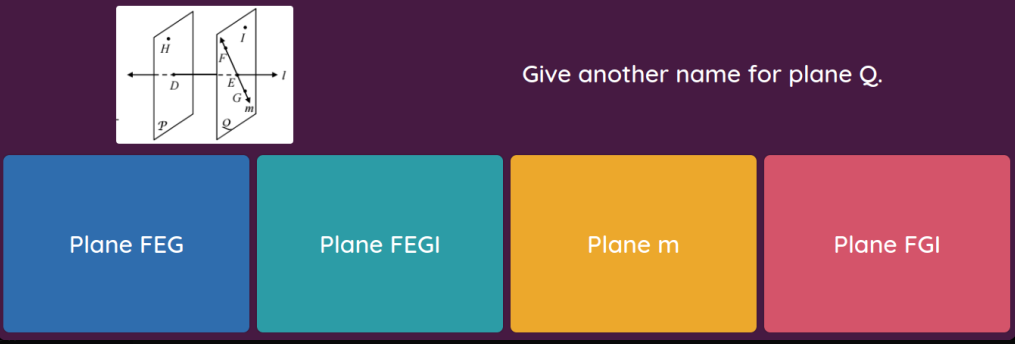 H
I
F
l
D
E
G
m
P
Q
Give another name for plane Q.
Plane FEG
Plane FEGI
Plane m
Plane FGI